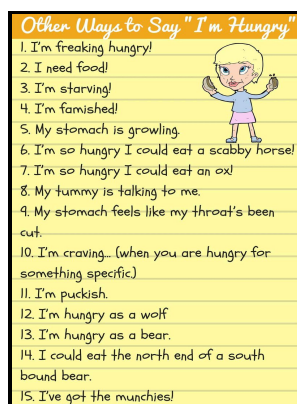 Other Ways to Say "I'm Hungry"
1. I'm freaking hungry!
2. I need food!
3. I'm starving!
4. I'm famished!
5. My stomach is growling.
6. I'm so hungry I could eat a scabby horse!
7. I'm so hungry I could eat an ox!
8. My tummy is talking to me.
9. My stomach feels like my throat's been
cut.
10. I'm craving... (when you are hungry for
something specific.)
11. I'm puckish.
12. I'm hungry as a wolf
13. I'm hungry as a bear.
14. I could eat the north end of a south
bound bear.
15. I've got the munchies!